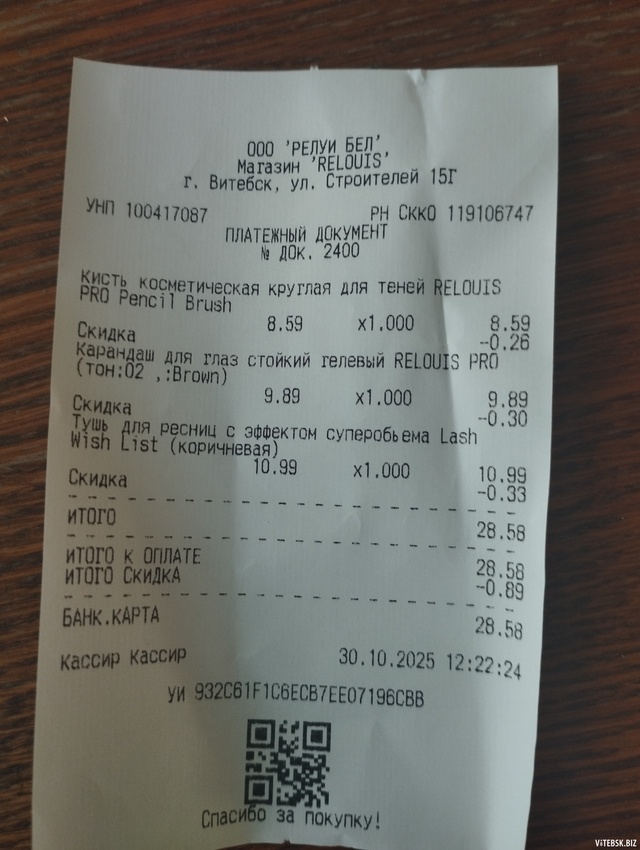 ООО 'РЕЛУИ БЕЛ',
Магазин 'RELOUIS'
г. Витебск, ул. Строителей 15Г
УНП 100417087 РН СККО 119106747
ПЛАТЕЖНЫЙ ДОКУМЕНТ
№ ДОК. 2400
Кисть косметическая круглая для теней RELOUIS
PRO Pencil Brush
8.59 x1.000 8.59
Скидка -0.26
Карандаш для глаз стойкий гелевый RELOUIS PRO
(тон:02 ,:Brown)
9.89 x1.000 9.89
Скидка -0.30
Тушь для ресниц с эффектом суперобьема Lash
Wish List (коричневая)
10.99 x1.000 10.99
Скидка -0.33
ИТОГО 28.58
ИТОГО К ОПЛАТЕ 28.58
ИТОГО СКИДКА -0.89
БАНК.КАРТА 28.58
Кассир Кассир 30.10.2025 12:22:24
УИ 932C61F1C6ECB7EE07196CBB
Спасибо за покупку!
ViTEBSK.BIZ